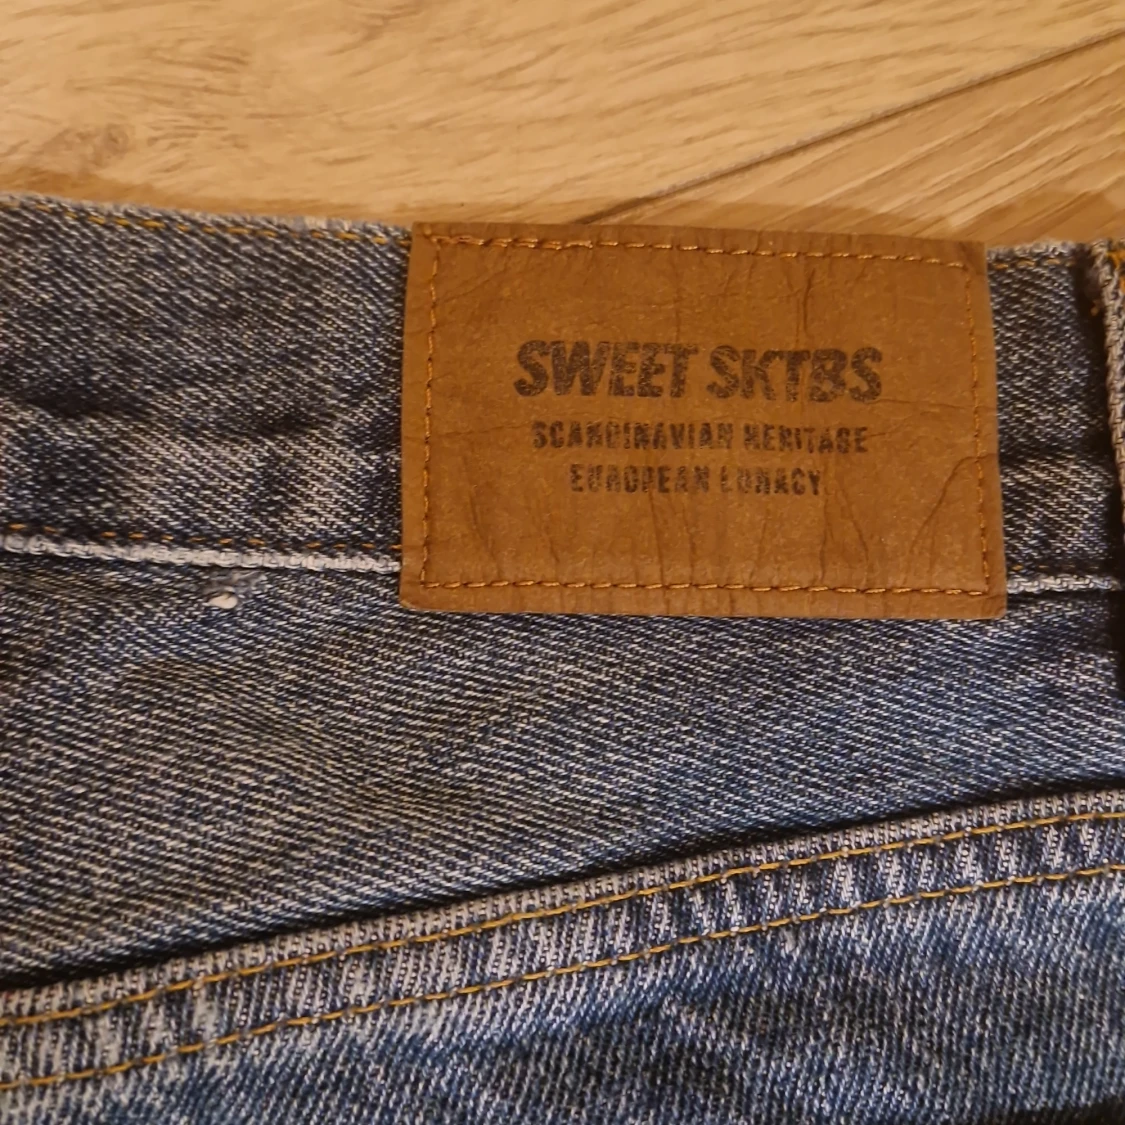 SWEET SKTBS
SCANDINAVIAN HERITAGE
EUROPEAN LUNACY